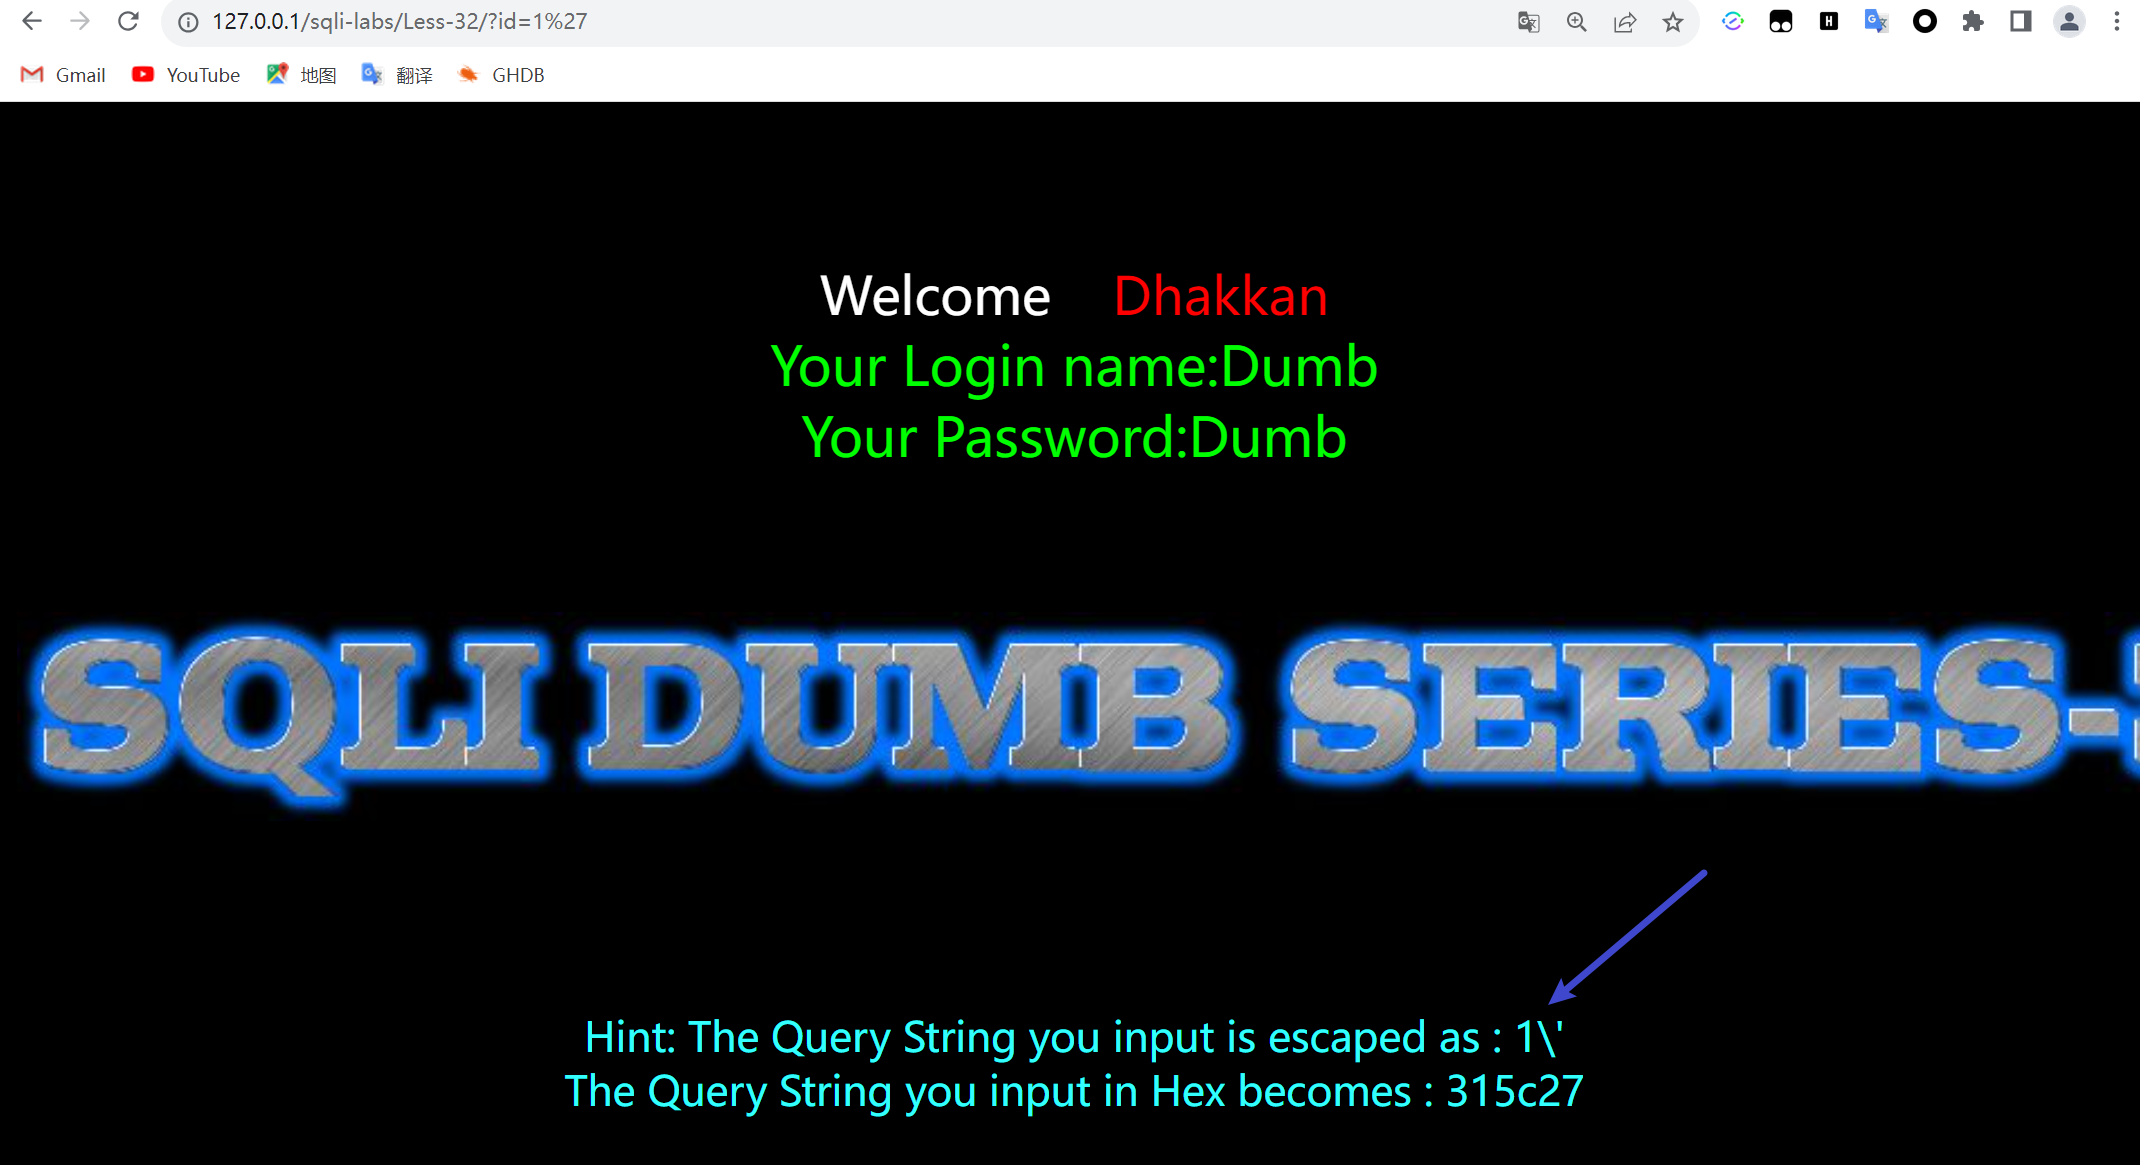 127.0.0.1/sqli-labs/Less-32/?id=1%27
Gmail YouTube 地图 翻译 GHDB
Welcome Dhakkan
Your Login name:Dumb
Your Password:Dumb
SQLI DUMB SERIES-
Hint: The Query String you input is escaped as : 1\'
The Query String you input in Hex becomes : 315c27